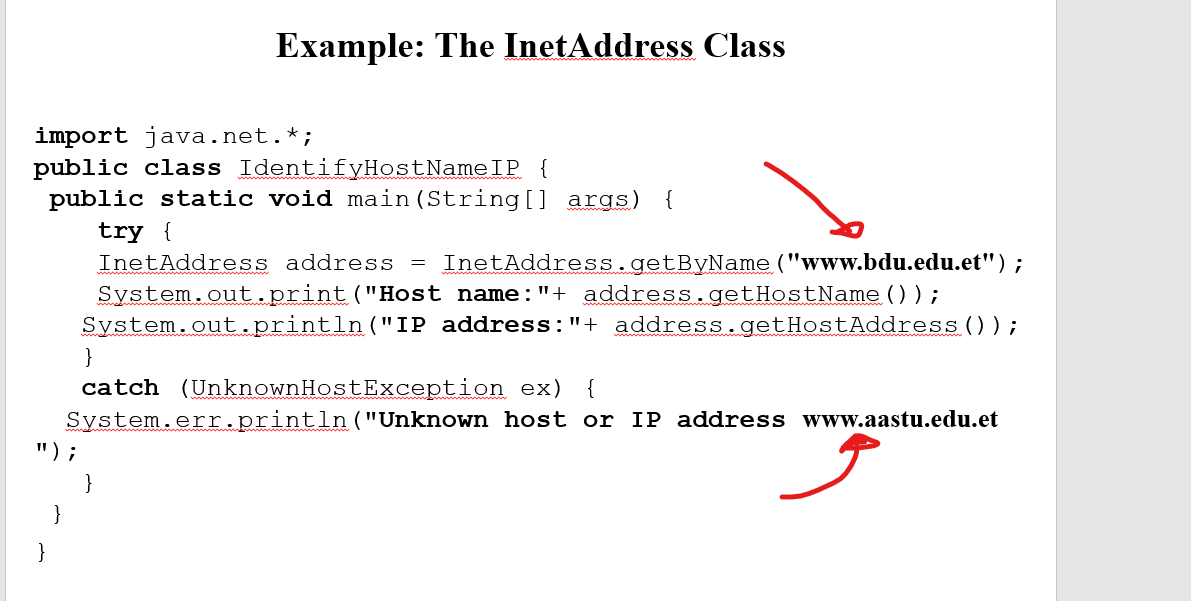 Example: The InetAddress Class
import java.net.*;
public class IdentifyHostNameIP {
public static void main(String[] args) {
try {
InetAddress address = InetAddress.getByName("www.bdu.edu.et");
System.out.print("Host name:"+ address.getHostName());
System.out.println("IP address:"+ address.getHostAddress());
}
catch (UnknownHostException ex) {
System.err.println("Unknown host or IP address www.aastu.edu.et
");
}
}
}